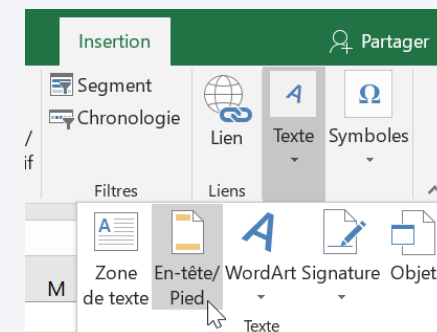 Insertion
Partager
Segment
Chronologie
/
if
Lien
Texte
Symboles
Filtres
Liens
M
Zone
de texte
En-tête/
Pied
WordArt
Signature
Objet
Texte